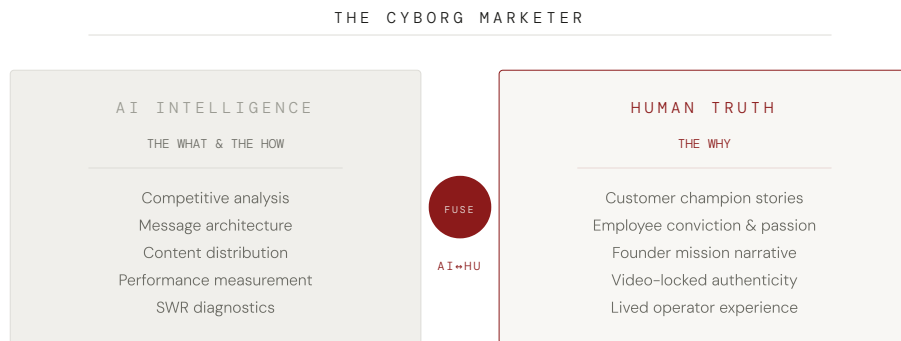 THE CYBORG MARKETER
AI INTELLIGENCE
THE WHAT & THE HOW
Competitive analysis
Message architecture
Content distribution
Performance measurement
SWR diagnostics
FUSE
AI↔HU
HUMAN TRUTH
THE WHY
Customer champion stories
Employee conviction & passion
Founder mission narrative
Video-locked authenticity
Lived operator experience